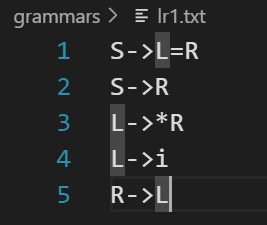 grammars > lr1.txt
1 S->L=R
2 S->R
3 L->*R
4 L->i
5 R->L